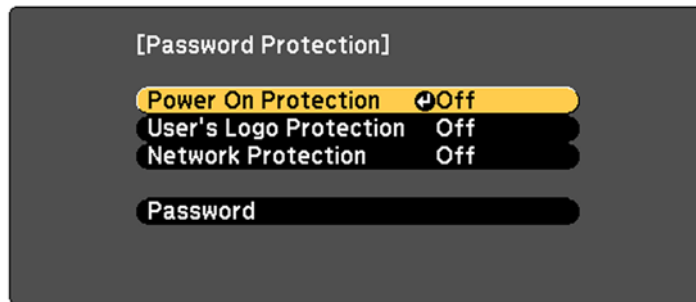 [Password Protection]
Power On Protection Off
User's Logo Protection Off
Network Protection Off
Password